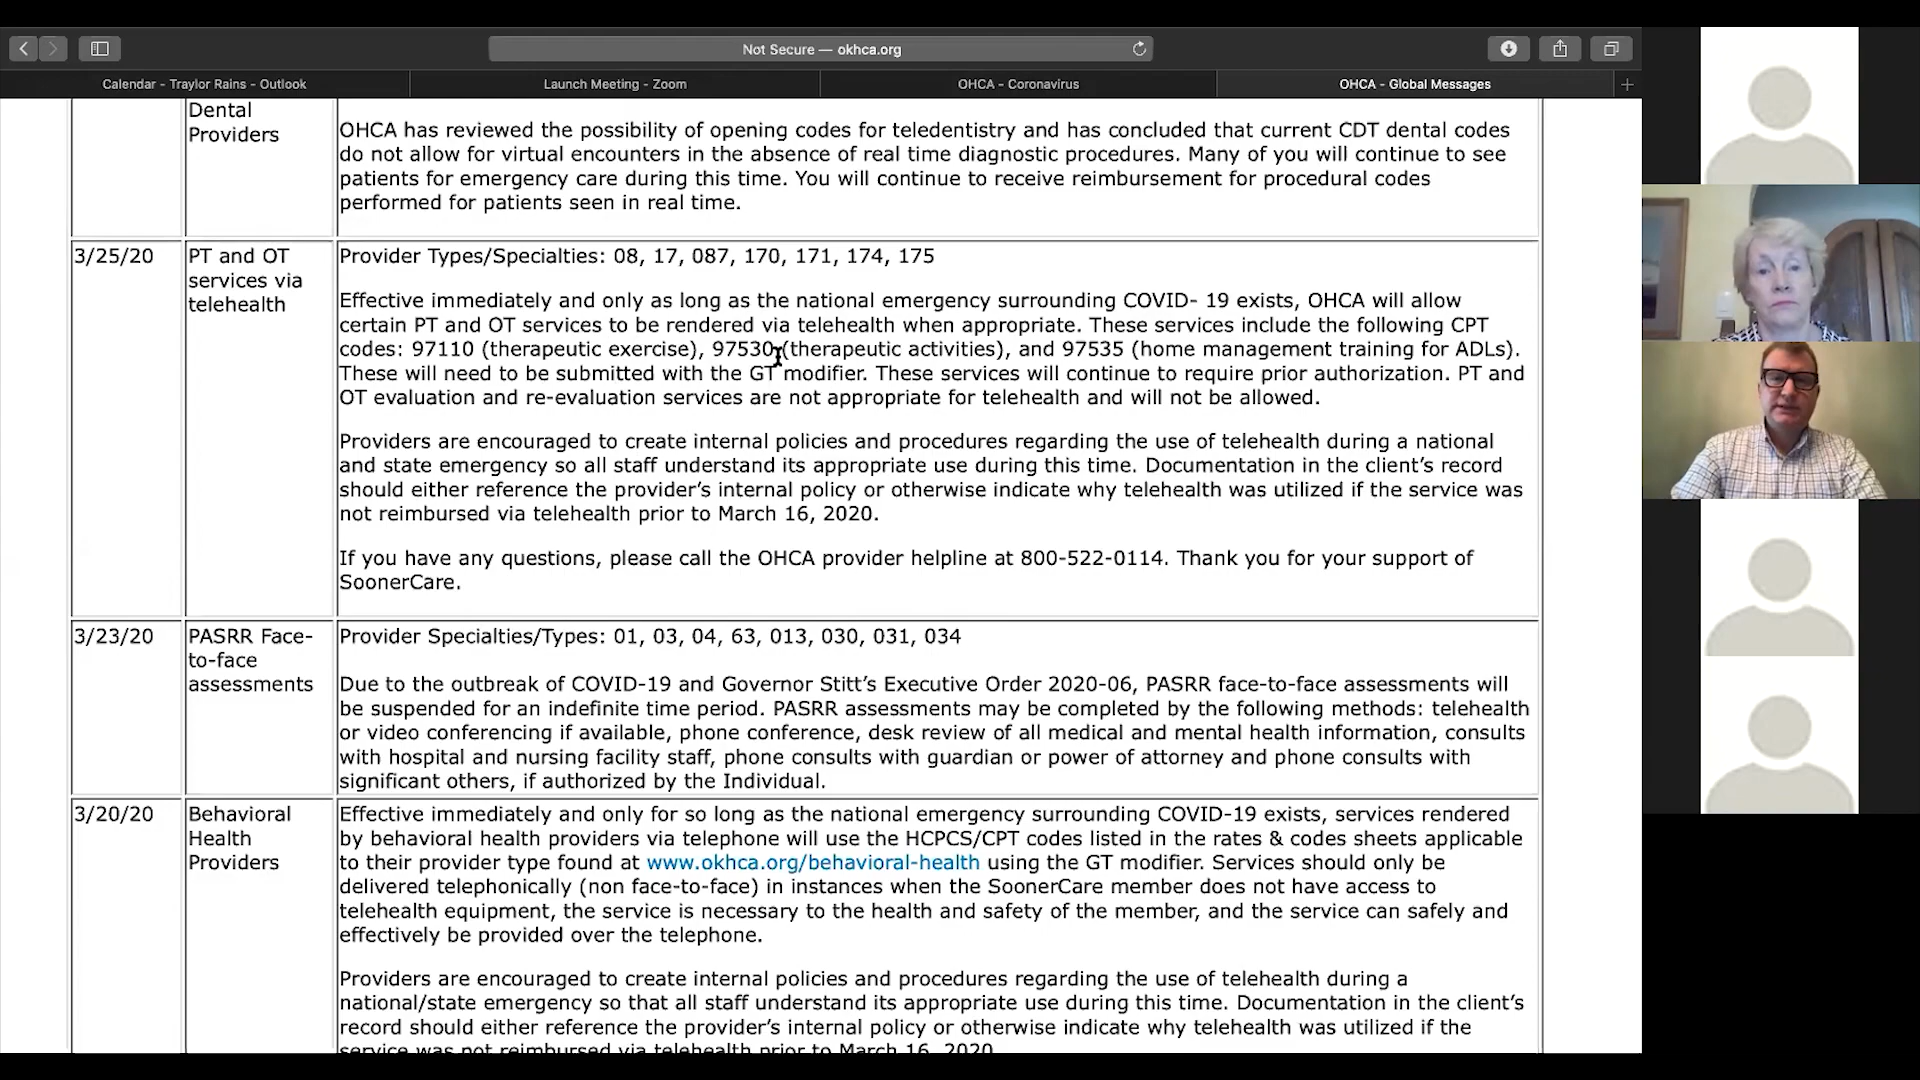 Not Secure — okhca.org
Calendar - Traylor Rains - Outlook
Launch Meeting - Zoom
OHCA - Coronavirus
OHCA - Global Messages
Dental
Providers
OHCA has reviewed the possibility of opening codes for teledentistry and has concluded that current CDT dental codes
do not allow for virtual encounters in the absence of real time diagnostic procedures. Many of you will continue to see
patients for emergency care during this time. You will continue to receive reimbursement for procedural codes
performed for patients seen in real time.
3/25/20
PT and OT
services via
telehealth
Provider Types/Specialties: 08, 17, 087, 170, 171, 174, 175
Effective immediately and only as long as the national emergency surrounding COVID- 19 exists, OHCA will allow
certain PT and OT services to be rendered via telehealth when appropriate. These services include the following CPT
codes: 97110 (therapeutic exercise), 97530 (therapeutic activities), and 97535 (home management training for ADLs).
These will need to be submitted with the GT modifier. These services will continue to require prior authorization. PT and
OT evaluation and re-evaluation services are not appropriate for telehealth and will not be allowed.
Providers are encouraged to create internal policies and procedures regarding the use of telehealth during a national
and state emergency so all staff understand its appropriate use during this time. Documentation in the client’s record
should either reference the provider’s internal policy or otherwise indicate why telehealth was utilized if the service was
not reimbursed via telehealth prior to March 16, 2020.
If you have any questions, please call the OHCA provider helpline at 800-522-0114. Thank you for your support of
SoonerCare.
3/23/20
PASRR Face-
to-face
assessments
Provider Specialties/Types: 01, 03, 04, 63, 013, 030, 031, 034
Due to the outbreak of COVID-19 and Governor Stitt’s Executive Order 2020-06, PASRR face-to-face assessments will
be suspended for an indefinite time period. PASRR assessments may be completed by the following methods: telehealth
or video conferencing if available, phone conference, desk review of all medical and mental health information, consults
with hospital and nursing facility staff, phone consults with guardian or power of attorney and phone consults with
significant others, if authorized by the Individual.
3/20/20
Behavioral
Health
Providers
Effective immediately and only for so long as the national emergency surrounding COVID-19 exists, services rendered
by behavioral health providers via telephone will use the HCPCS/CPT codes listed in the rates & codes sheets applicable
to their provider type found at www.okhca.org/behavioral-health using the GT modifier. Services should only be
delivered telephonically (non face-to-face) in instances when the SoonerCare member does not have access to
telehealth equipment, the service is necessary to the health and safety of the member, and the service can safely and
effectively be provided over the telephone.
Providers are encouraged to create internal policies and procedures regarding the use of telehealth during a
national/state emergency so that all staff understand its appropriate use during this time. Documentation in the client’s
record should either reference the provider’s internal policy or otherwise indicate why telehealth was utilized if the
service was not reimbursed via telehealth prior to March 16, 2020